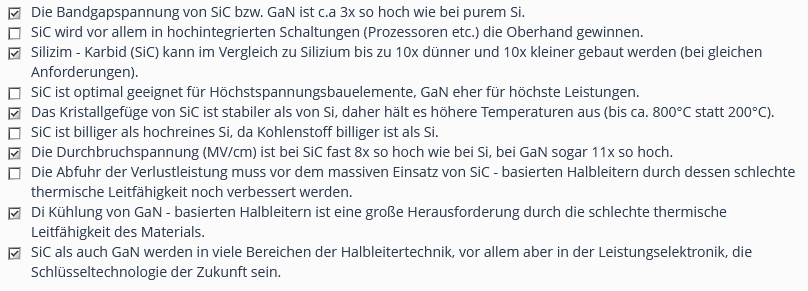 Die Bandgapspannung von SiC bzw. GaN ist c.a 3x so hoch wie bei purem Si.
SiC wird vor allem in hochintegrierten Schaltungen (Prozessoren etc.) die Oberhand gewinnen.
Silizim - Karbid (SiC) kann im Vergleich zu Silizium bis zu 10x dünner und 10x kleiner gebaut werden (bei gleichen
Anforderungen).
SiC ist optimal geeignet für Höchstspannungsbauelemente, GaN eher für höchste Leistungen.
Das Kristallgefüge von SiC ist stabiler als von Si, daher hält es höhere Temperaturen aus (bis ca. 800°C statt 200°C).
SiC ist billiger als hochreines Si, da Kohlenstoff billiger ist als Si.
Die Durchbruchspannung (MV/cm) ist bei SiC fast 8x so hoch wie bei Si, bei GaN sogar 11x so hoch.
Die Abfuhr der Verlustleistung muss vor dem massiven Einsatz von SiC - basierten Halbleitern durch dessen schlechte
thermische Leitfähigkeit noch verbessert werden.
Di Kühlung von GaN - basierten Halbleitern ist eine große Herausforderung durch die schlechte thermische
Leitfähigkeit des Materials.
SiC als auch GaN werden in viele Bereichen der Halbleitertechnik, vor allem aber in der Leistungselektronik, die
Schlüsseltechnologie der Zukunft sein.